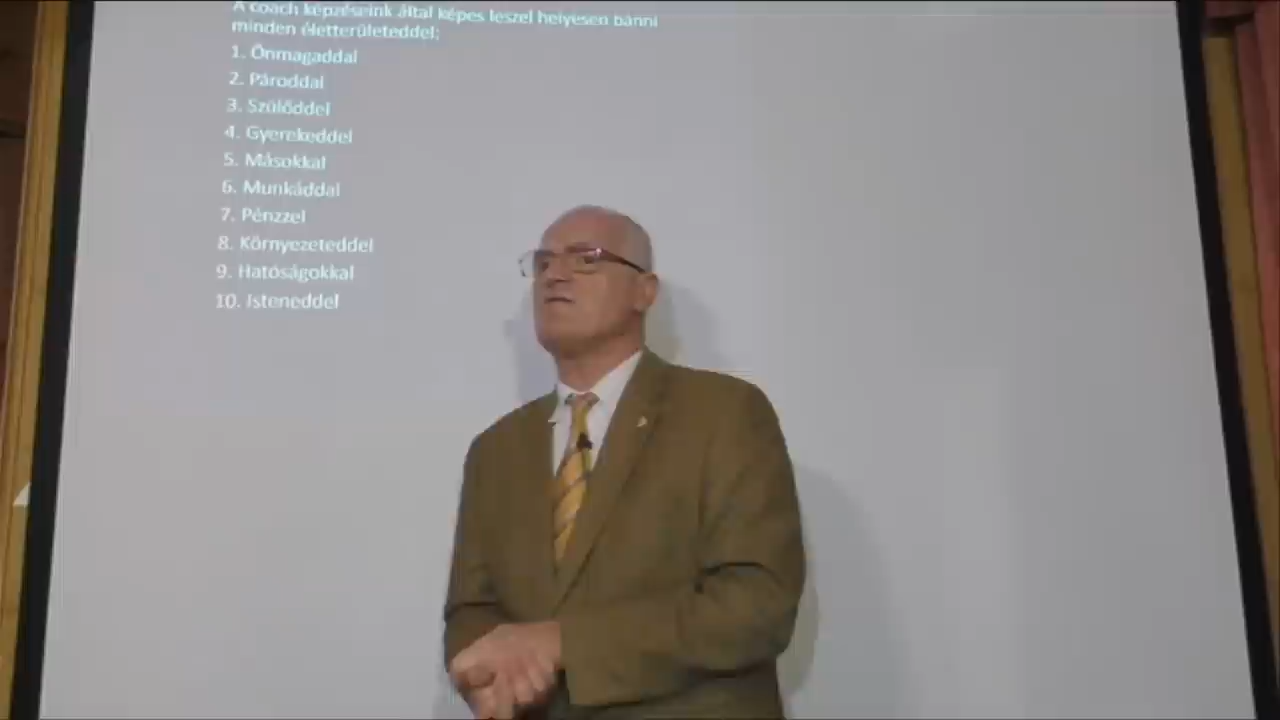 A coach képzéseink által képes leszel helyesen bánni
minden életterületeddel;
1. Önmagaddal
2. Pároddal
3. Szülőddel
4. Gyerekeddel
5. Másokkal
6. Munkáddal
7. Pénzzel
8. Környezeteddel
9. Hatóságokkal
10. Isteneddel